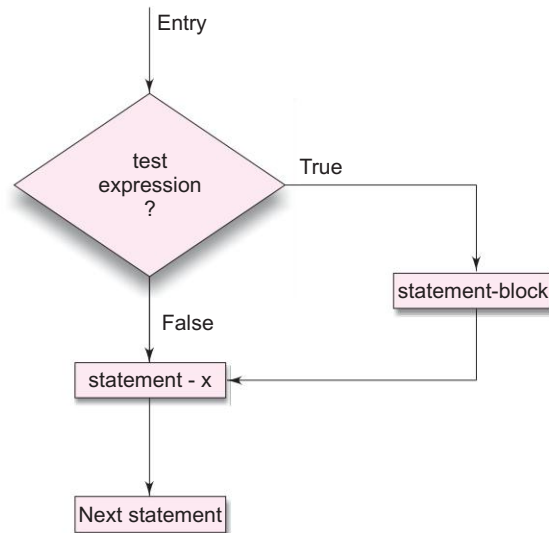 Entry
test
expression
?
True
statement-block
False
statement - x
Next statement